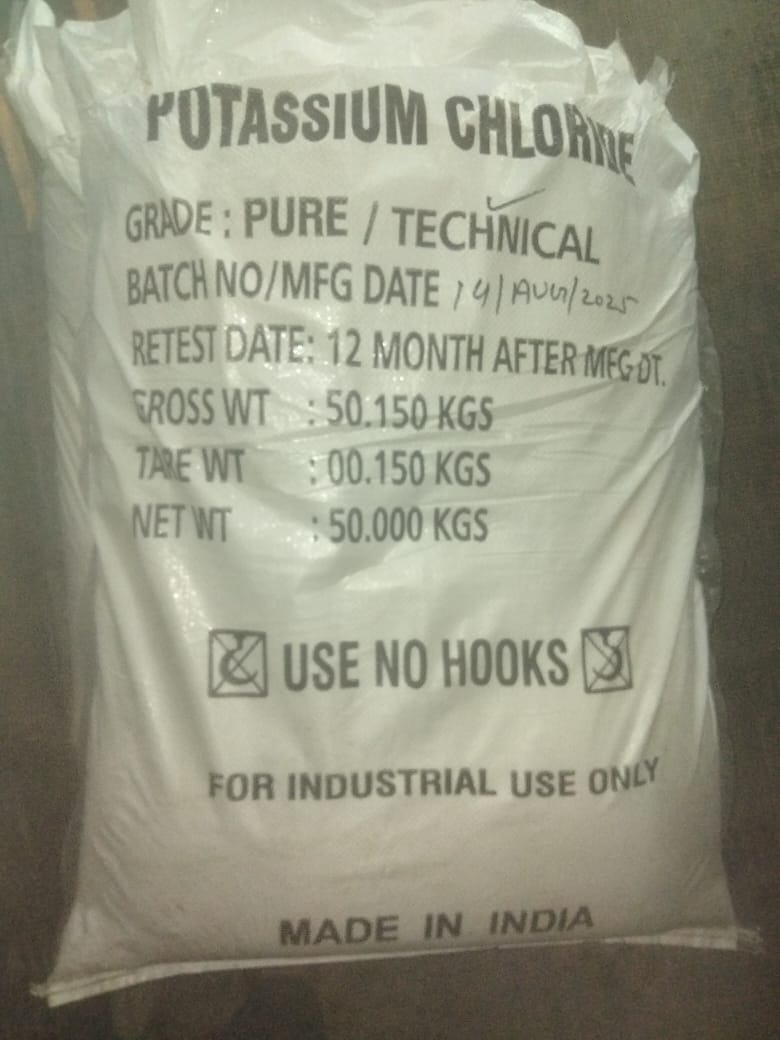 POTASSIUM CHLORIDE
GRADE : PURE / TECHNICAL
BATCH NO/MFG DATE 14/AUG/2025
RETEST DATE: 12 MONTH AFTER MFG DT.
GROSS WT : 50.150 KGS
TARE WT : 00.150 KGS
NET WT : 50.000 KGS
USE NO HOOKS
FOR INDUSTRIAL USE ONLY
MADE IN INDIA